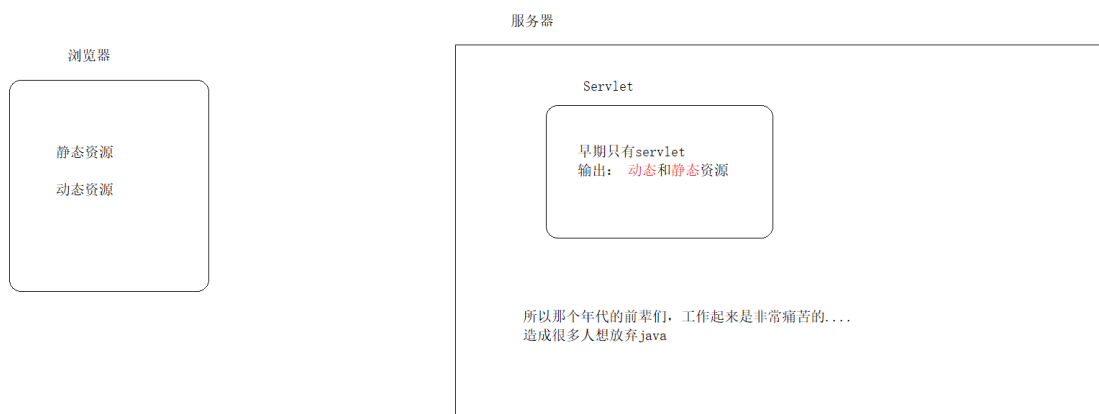 服务器
浏览器
Servlet
静态资源
动态资源
早期只有servlet
输出： 动态和静态资源
所以那个年代的前辈们，工作起来是非常痛苦的....
造成很多人想放弃java